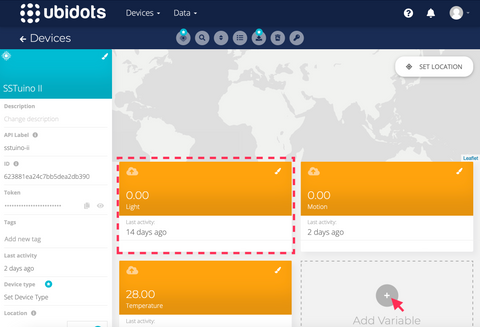 ubidots
Devices
Data
Devices
SSTuino II
Description
Change description
API Label
sstuino-ii
ID
623881ea24c7bb5dea2db390
Token
Tags
Add new tag
Last activity
2 days ago
Device type
Set Device Type
Location
SET LOCATION
Leaflet
0.00
Light
Last activity
14 days ago
0.00
Motion
Last activity
2 days ago
28.00
Temperature
Last activity
Add Variable